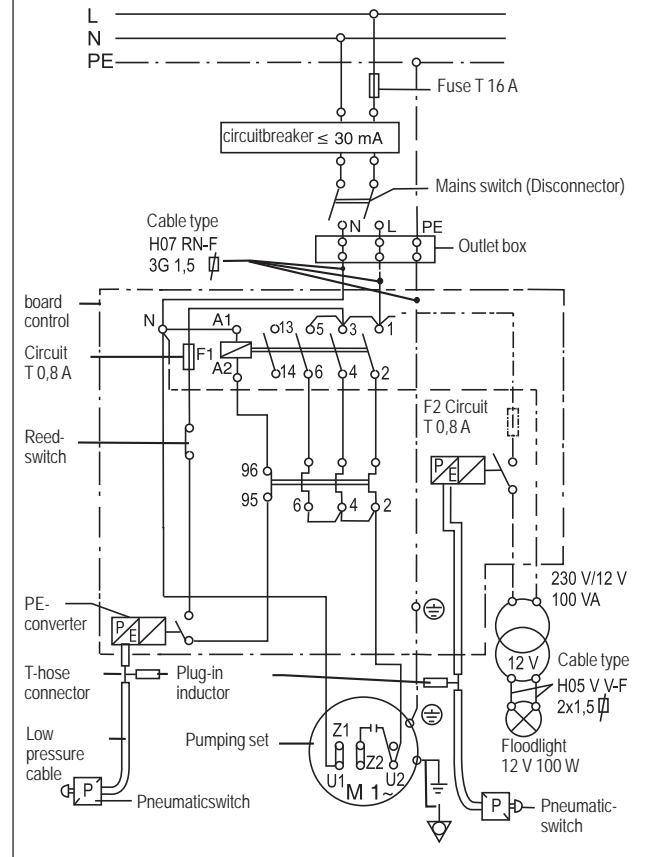 L
N
PE
Fuse T 16 A
circuitbreaker ≤ 30 mA
Mains switch (Disconnector)
N
L
PE
Outlet box
Cable type
H07 RN-F
3G 1,5
board
control
N
A1
13
5
3
1
Circuit
T 0,8 A
F1
A2
14
6
4
2
F2 Circuit
T 0,8 A
Reed-
switch
P
E
96
95
6
4
2
230 V/12 V
100 VA
PE-
converter
P
E
12 V
Cable type
H05 V V-F
2x1,5
T-hose
connector
Plug-in
inductor
Z1
Z2
U1
U2
M 1~
Pumping set
Floodlight
12 V 100 W
Low
pressure
cable
P
Pneumaticswitch
P
Pneumatic-
switch